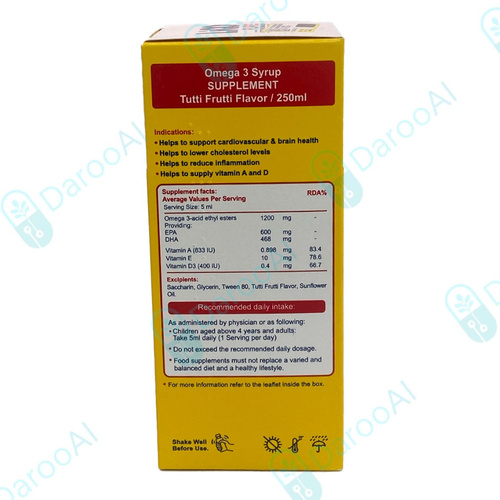 Omega 3 Syrup
SUPPLEMENT
Tutti Frutti Flavor / 250ml
Indications:
• Helps to support cardiovascular & brain health
• Helps to lower cholesterol levels
• Helps to reduce inflammation
• Helps to supply vitamin A and D
Supplement facts: RDA%
Average Values Per Serving
Serving Size: 5 ml
Omega 3-acid ethyl esters 1200 mg -
Providing:
EPA 600 mg -
DHA 468 mg -
Vitamin A (833 IU) 0.898 mg 83.4
Vitamin E 10 mg 78.6
Vitamin D3 (400 IU) 0.4 mg 66.7
Excipients:
Saccharin, Glycerin, Tween 80, Tutti Frutti Flavor, Sunflower
Oil.
Recommended daily intake:
As administered by physician or as following:
• Children aged above 4 years and adults:
Take 5ml daily (1 Serving per day)
* Do not exceed the recommended daily dosage.
* Food supplements must not replace a varied and
balanced diet and a healthy lifestyle.
* For more information refer to the leaflet inside the box.
Shake Well
Before Use.
DarooAI
DarooAI
DarooAI
DarooAI